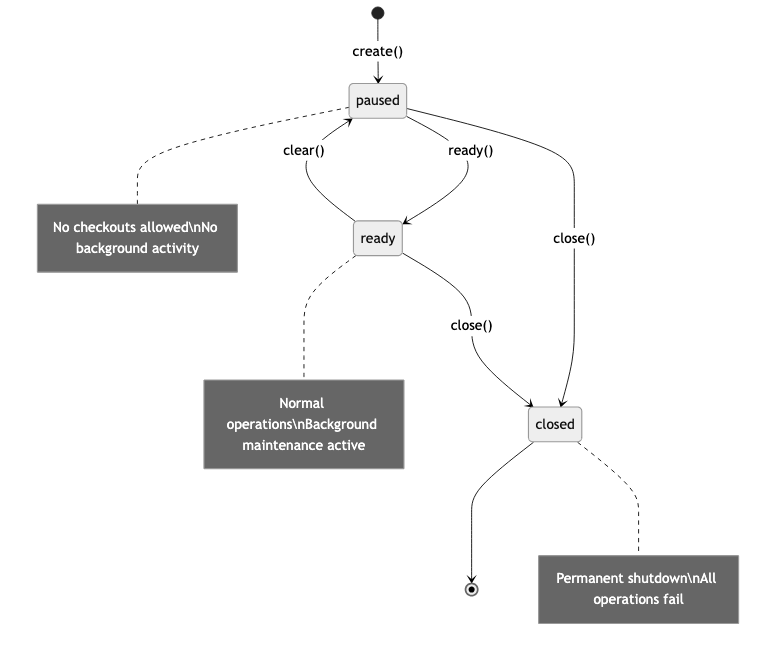 create()
paused
clear()
ready()
No checkouts allowed\nNo
background activity
ready
close()
close()
Normal
operations\nBackground
maintenance active
closed
Permanent shutdown\nAll
operations fail